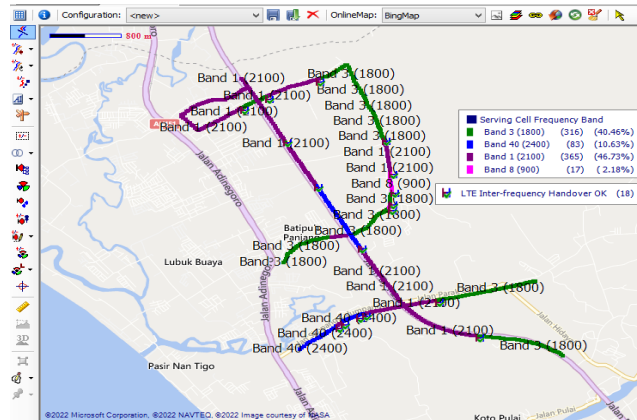 Configuration: <new> OnlineMap: BingMap
800 m
Band 1 (2100)
Band 3 (1800)
Band 1 (2100)
Band 3 (1800)
Band 1 (2100)
Band 3 (1800)
Band 1 (2100)
Band 3 (1800)
Band 1 (2100)
Band 1 (2100)
Band 1 (2100)
Band 8 (900)
Band 3 (1800)
Band 3 (1800)
Batipuh Panjang
Band 3 (1800)
Band 3 (1800)
Band 3 (1800)
Lubuk Buaya
Jalan Adinegoro
Jalan Adinegoro
Band 1 (2100)
Band 1 (2100)
Band 3 (1800)
Band 1 (2100)
Band 40 (2400)
Band 40 (2400)
Band 40 (2400)
Band 1 (2100)
Band 3 (1800)
Pasir Nan Tigo
Koto Pulai
Serving Cell Frequency Band
Band 3 (1800) (316) (40.46%)
Band 40 (2400) (83) (10.63%)
Band 1 (2100) (365) (46.73%)
Band 8 (900) (17) (2.18%)
LTE Inter-frequency Handover OK (18)
©2022 Microsoft Corporation, ©2022 NAVTEQ, ©2022 Image courtesy of NASA